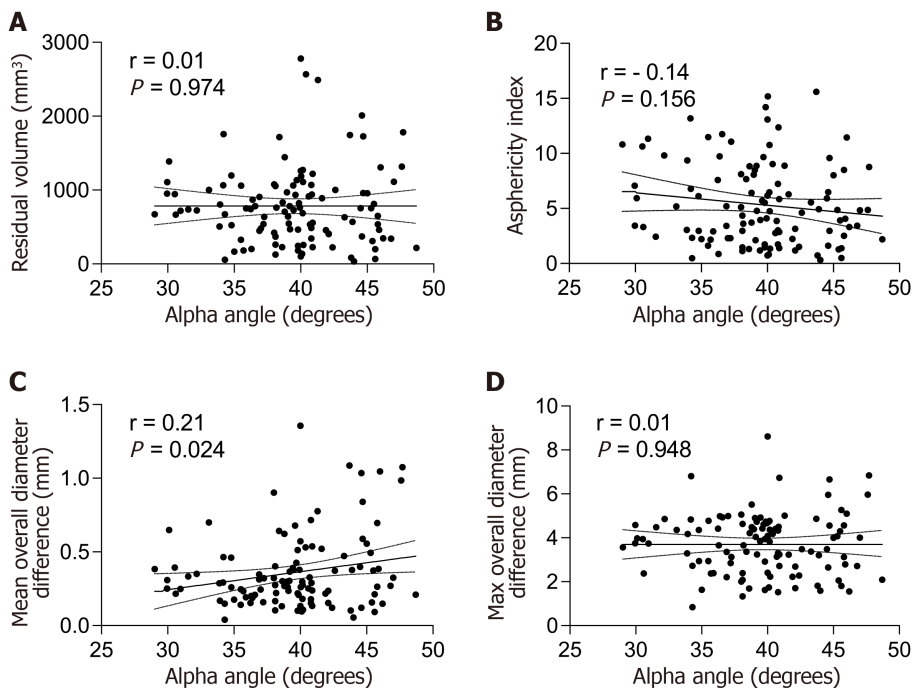 A
3000
2000
1000
0
Residual volume (mm³)
r = 0.01
P = 0.974
25 30 35 40 45 50
Alpha angle (degrees)
B
20
15
10
5
0
Asphericity index
r = - 0.14
P = 0.156
25 30 35 40 45 50
Alpha angle (degrees)
C
1.5
1.0
0.5
0.0
Mean overall diameter
difference (mm)
r = 0.21
P = 0.024
25 30 35 40 45 50
Alpha angle (degrees)
D
10
8
6
4
2
0
Max overall diameter
difference (mm)
r = 0.01
P = 0.948
25 30 35 40 45 50
Alpha angle (degrees)